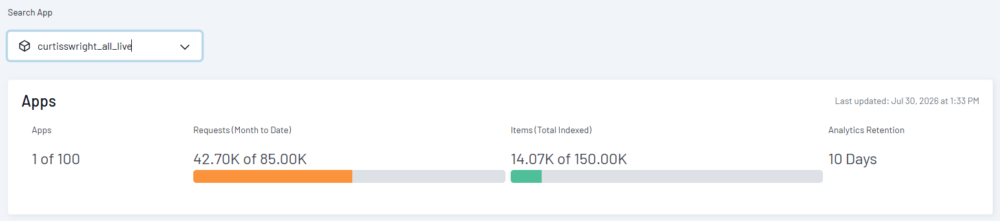 Search App
curtisswright_all_live
Apps
Last updated: Jul 30, 2026 at 1:33 PM
Apps
Requests (Month to Date)
Items (Total Indexed)
Analytics Retention
1 of 100
42.70K of 85.00K
14.07K of 150.00K
10 Days